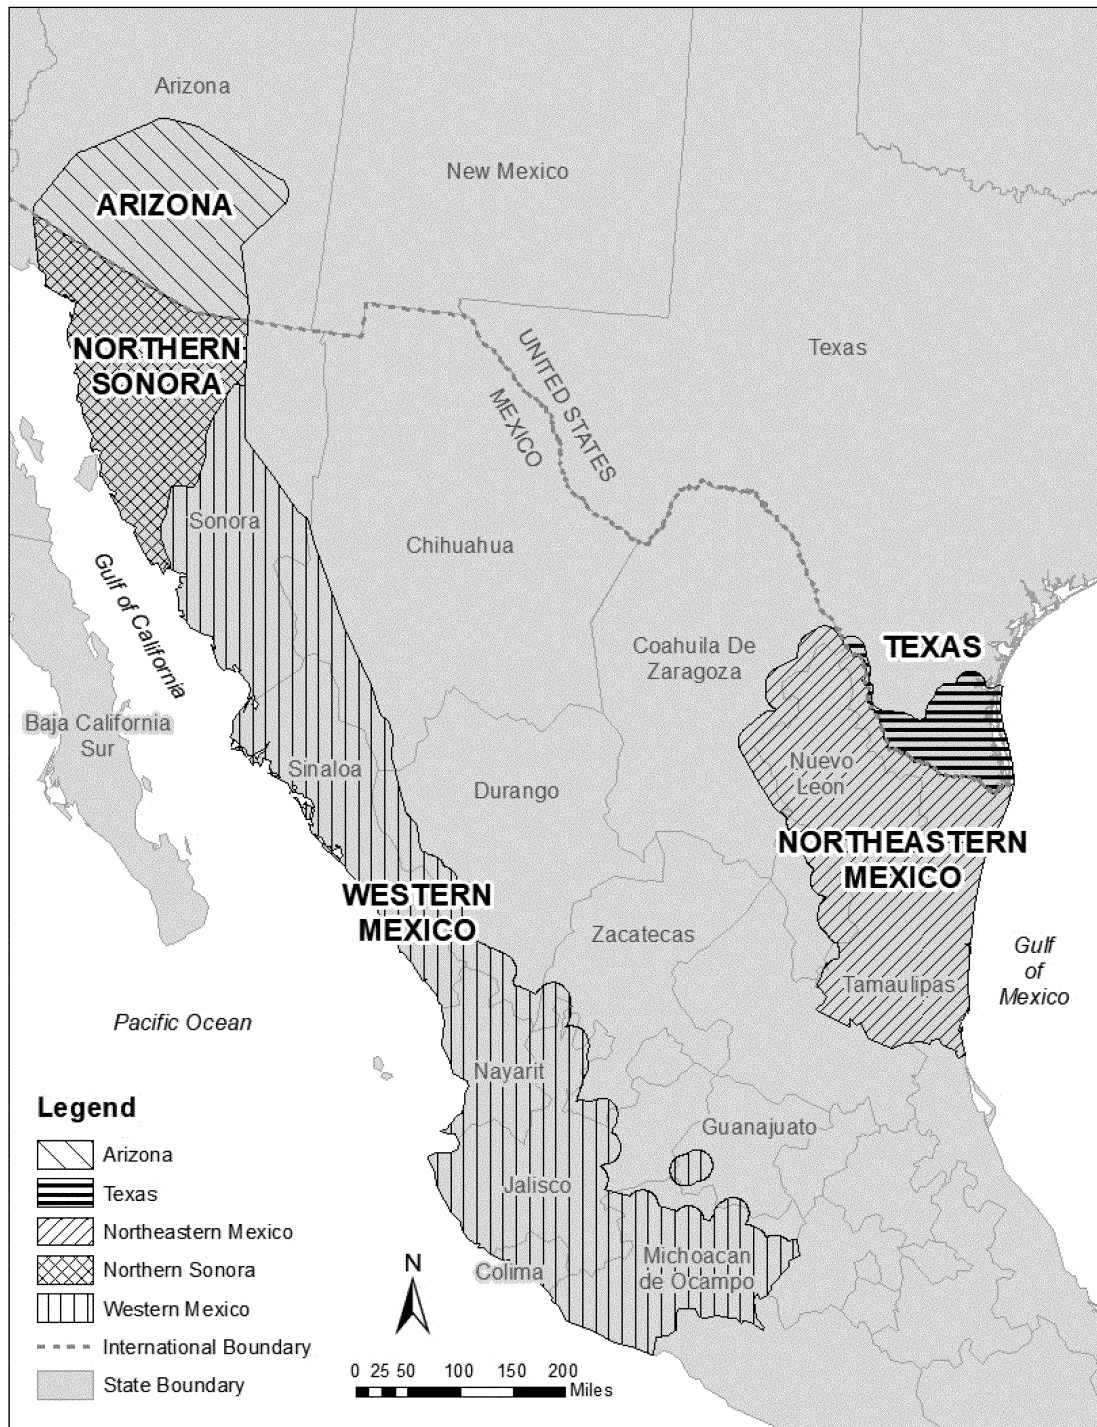 Arizona
New Mexico
ARIZONA
NORTHERN
SONORA
Texas
UNITED STATES
MEXICO
Sonora
Chihuahua
Gulf of California
Coahuila De
Zaragoza
TEXAS
Baja California
Sur
Sinaloa
Durango
Nuevo
Leon
NORTHEASTERN
MEXICO
WESTERN
MEXICO
Zacatecas
Tamaulipas
Gulf
of
Mexico
Pacific Ocean
Nayarit
Guanajuato
Jalisco
Colima
Michoacan
de Ocampo
Legend
Arizona
Texas
Northeastern Mexico
Northern Sonora
Western Mexico
International Boundary
State Boundary
N
0 25 50 100 150 200
Miles